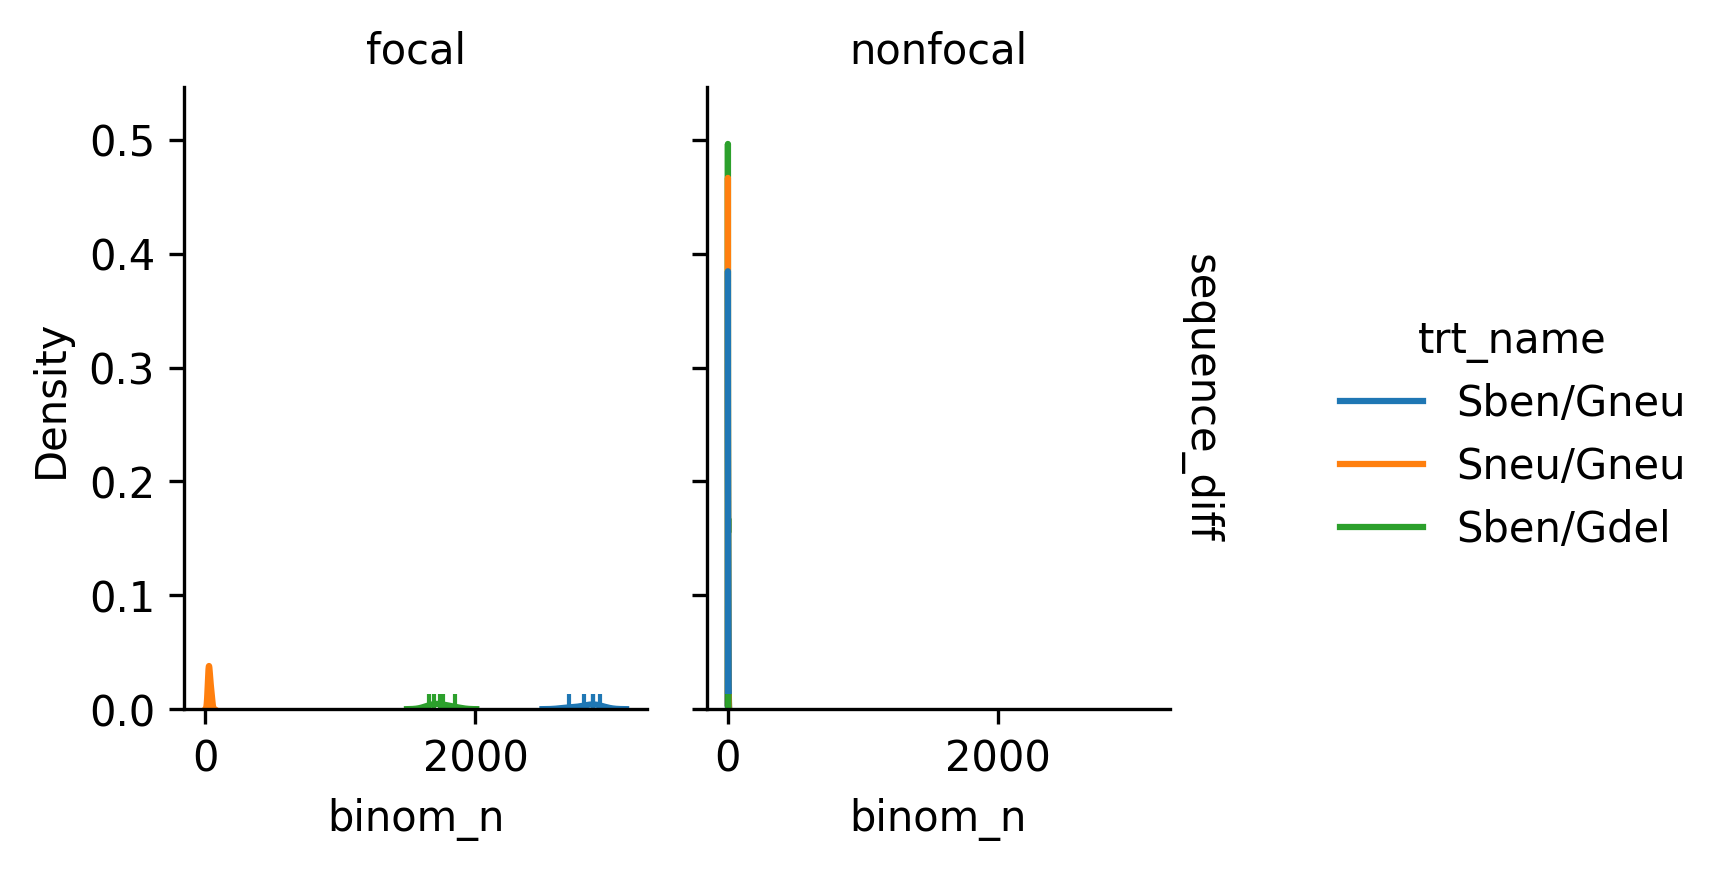 focal
nonfocal
0.5
0.4
0.3
0.2
0.1
0.0
Density
0
2000
0
2000
binom_n
binom_n
sequence_diff
trt_name
Sben/Gneu
Sneu/Gneu
Sben/Gdel